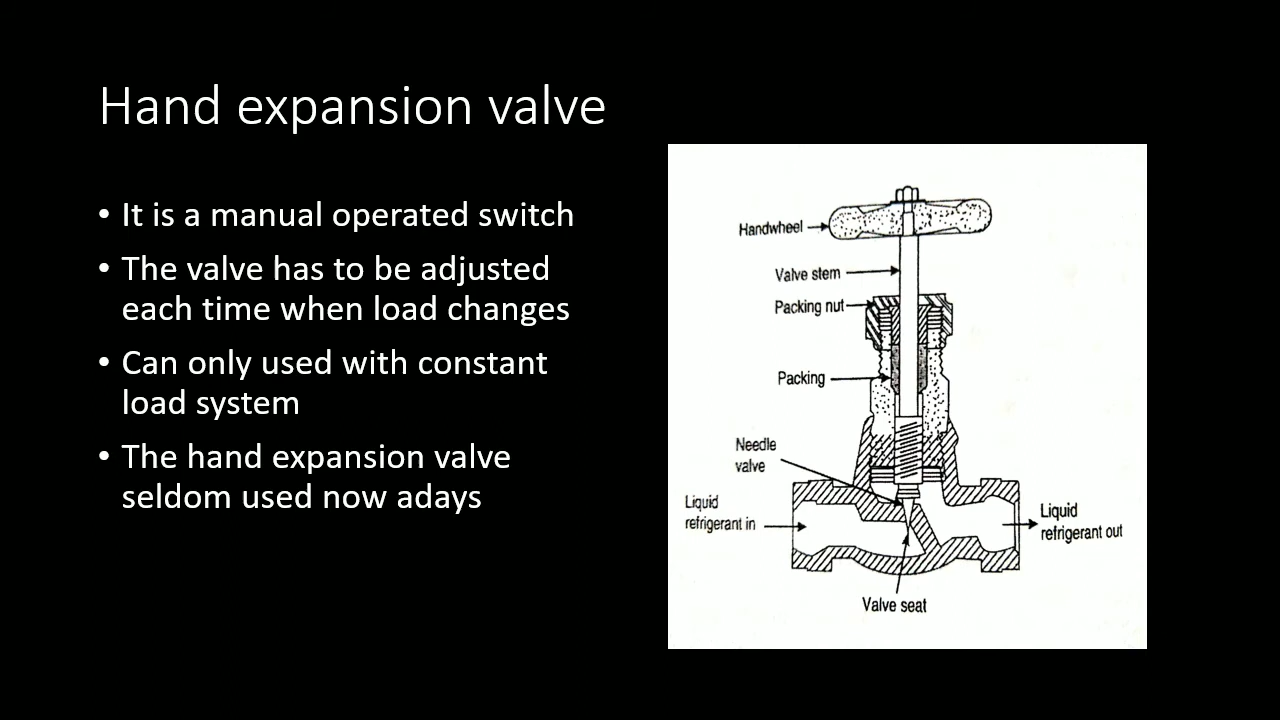 Hand expansion valve
• It is a manual operated switch
• The valve has to be adjusted
each time when load changes
• Can only used with constant
load system
• The hand expansion valve
seldom used now adays
Handwheel
Valve stem
Packing nut
Packing
Needle
valve
Liquid
refrigerant in
Liquid
refrigerant out
Valve seat